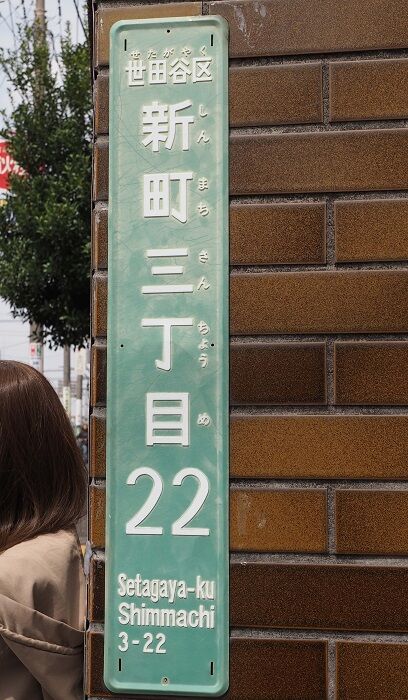 せたがやく
世田谷区
新町三丁目
しんまちさんちょうめ
22
Setagaya-ku
Shimmachi
3-22